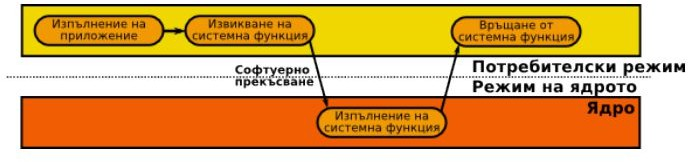 Изпълнение на
приложение
Извикване на
системна функция
Връщане от
системна функция
Софтуерно
прекъсване
Потребителски режим
Режим на ядрото
Ядро
Изпълнение на
системна функция